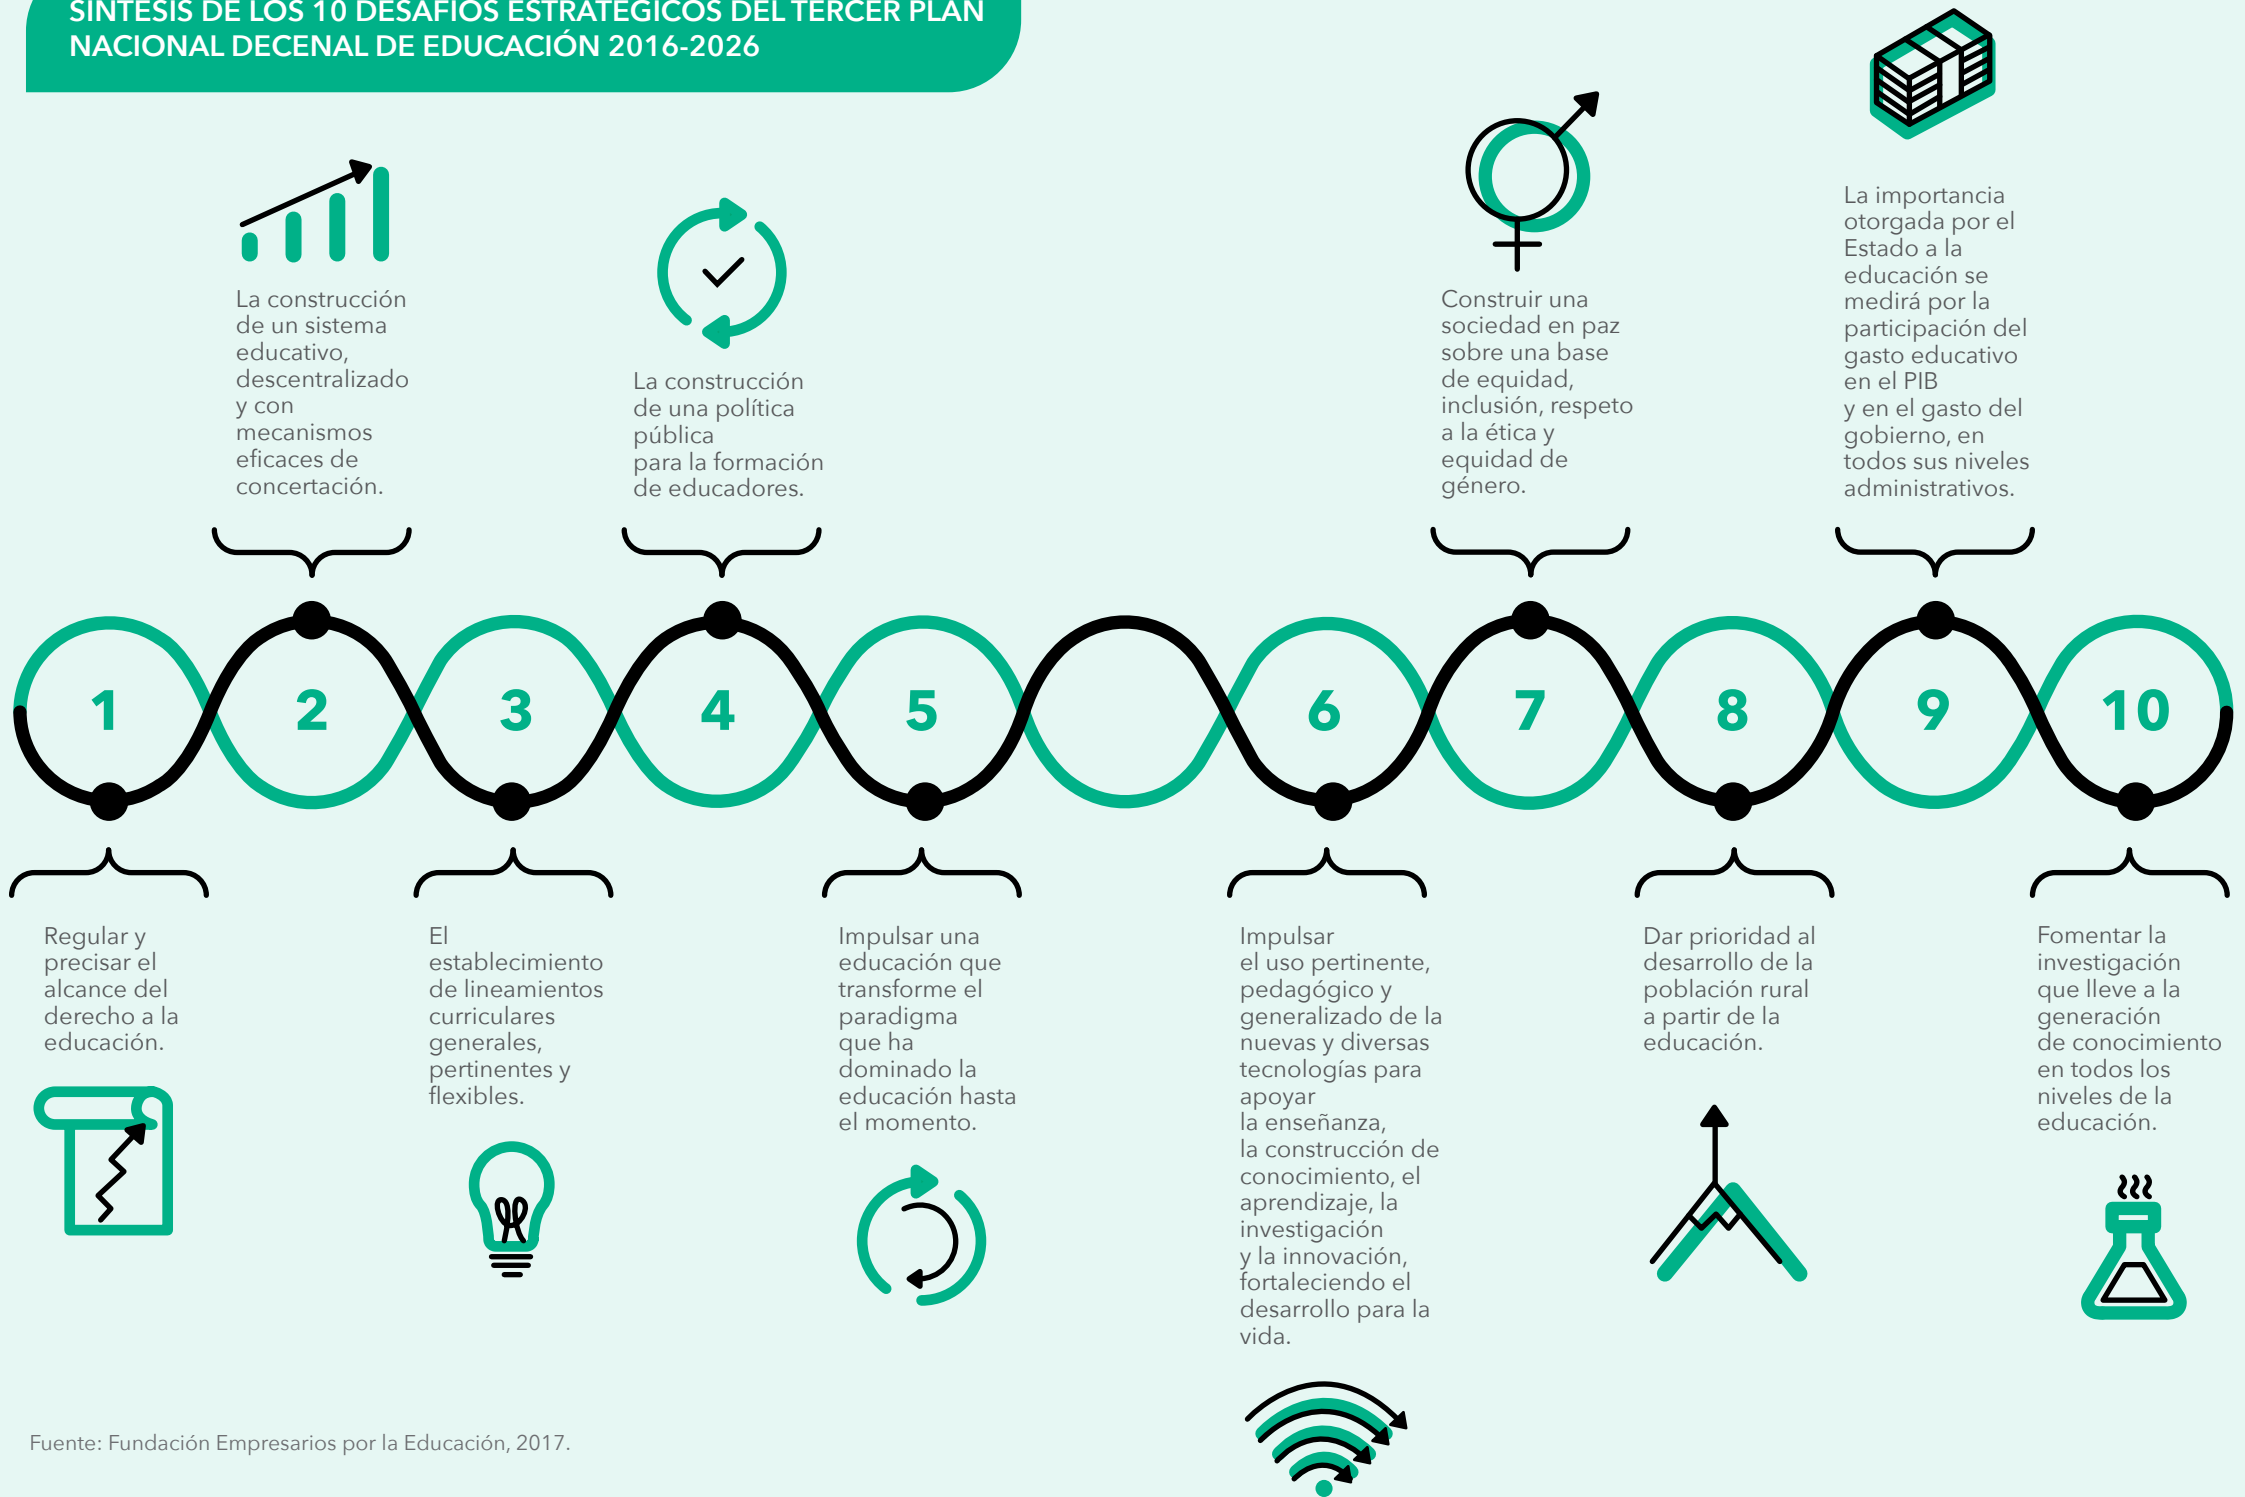 SÍNTESIS DE LOS 10 DESAFÍOS ESTRATÉGICOS DEL TERCER PLAN
NACIONAL DECENAL DE EDUCACIÓN 2016-2026
La construcción
de un sistema
educativo,
descentralizado
y con
mecanismos
eficaces de
concertación.
La construcción
de una política
pública
para la formación
de educadores.
Construir una
sociedad en paz
sobre una base
de equidad,
inclusión, respeto
a la ética y
equidad de
género.
La importancia
otorgada por el
Estado a la
educación se
medirá por la
participación del
gasto educativo
en el PIB
y en el gasto del
gobierno, en
todos sus niveles
administrativos.
1
2
3
4
5
6
7
8
9
10
Regular y
precisar el
alcance del
derecho a la
educación.
El
establecimiento
de lineamientos
curriculares
generales,
pertinentes y
flexibles.
Impulsar una
educación que
transforme el
paradigma
que ha
dominado la
educación hasta
el momento.
Impulsar
el uso pertinente,
pedagógico y
generalizado de la
nuevas y diversas
tecnologías para
apoyar
la enseñanza,
la construcción de
conocimiento, el
aprendizaje, la
investigación
y la innovación,
fortaleciendo el
desarrollo para la
vida.
Dar prioridad al
desarrollo de la
población rural
a partir de la
educación.
Fomentar la
investigación
que lleve a la
generación
de conocimiento
en todos los
niveles de la
educación.
Fuente: Fundación Empresarios por la Educación, 2017.